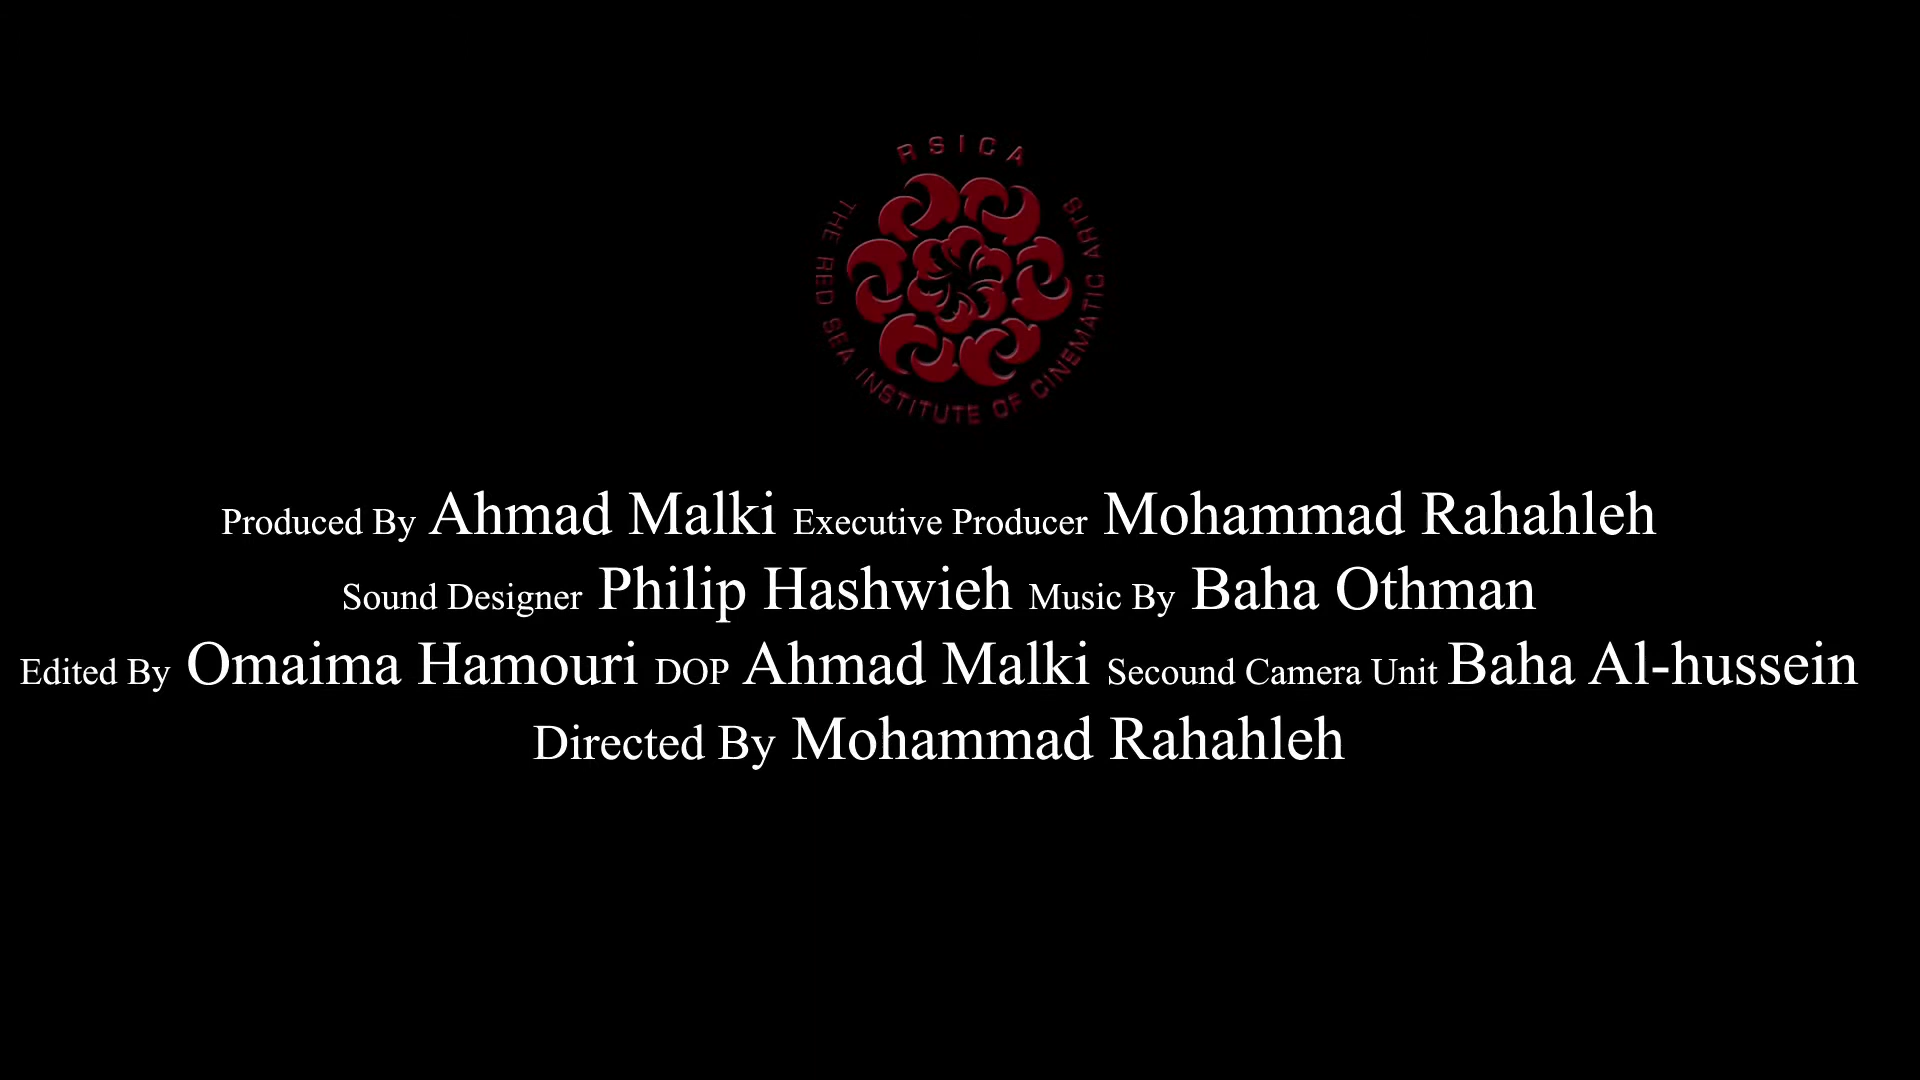 RSICA
THE RED SEA INSTITUTE OF CINEMATIC ARTS
Produced By Ahmad Malki Executive Producer Mohammad Rahahleh
Sound Designer Philip Hashwieh Music By Baha Othman
Edited By Omaima Hamouri DOP Ahmad Malki Secound Camera Unit Baha Al-hussein
Directed By Mohammad Rahahleh